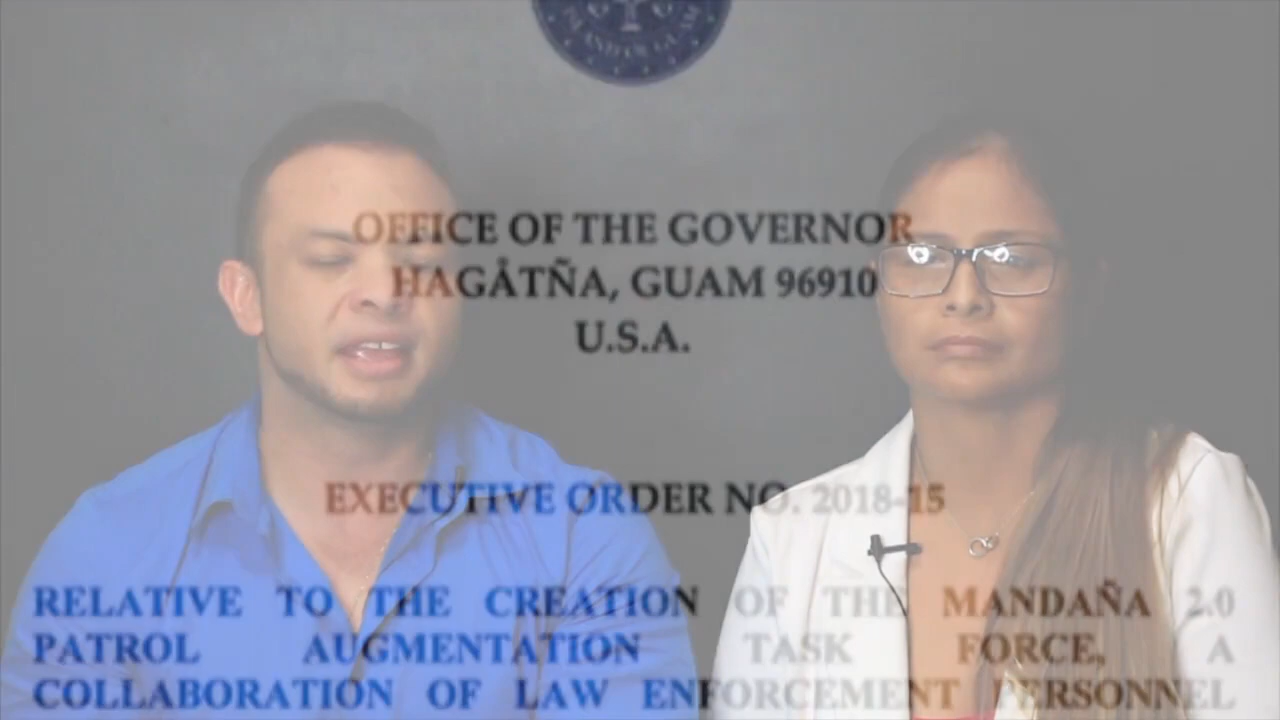 OFFICE OF THE GOVERNOR
HAGÅTÑA, GUAM 96910
U.S.A.
EXECUTIVE ORDER NO. 2018-15
RELATIVE TO THE CREATION OF THE MANDAÑA 2.0
PATROL AUGMENTATION TASK FORCE, A
COLLABORATION OF LAW ENFORCEMENT PERSONNEL